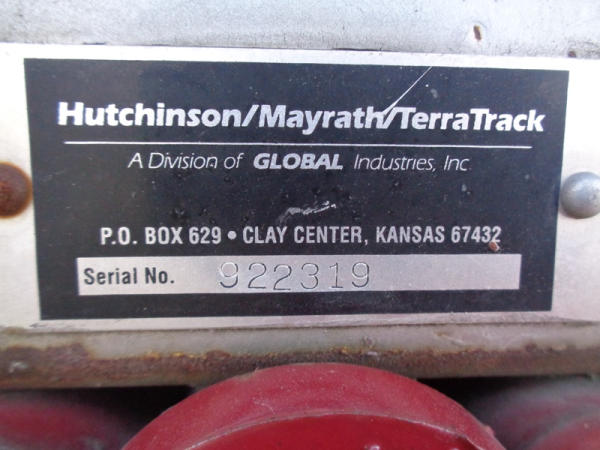 Hutchinson/Mayrath/TerraTrack
A Division of GLOBAL Industries, Inc
P.O. BOX 629 • CLAY CENTER, KANSAS 67432
Serial No. 922319